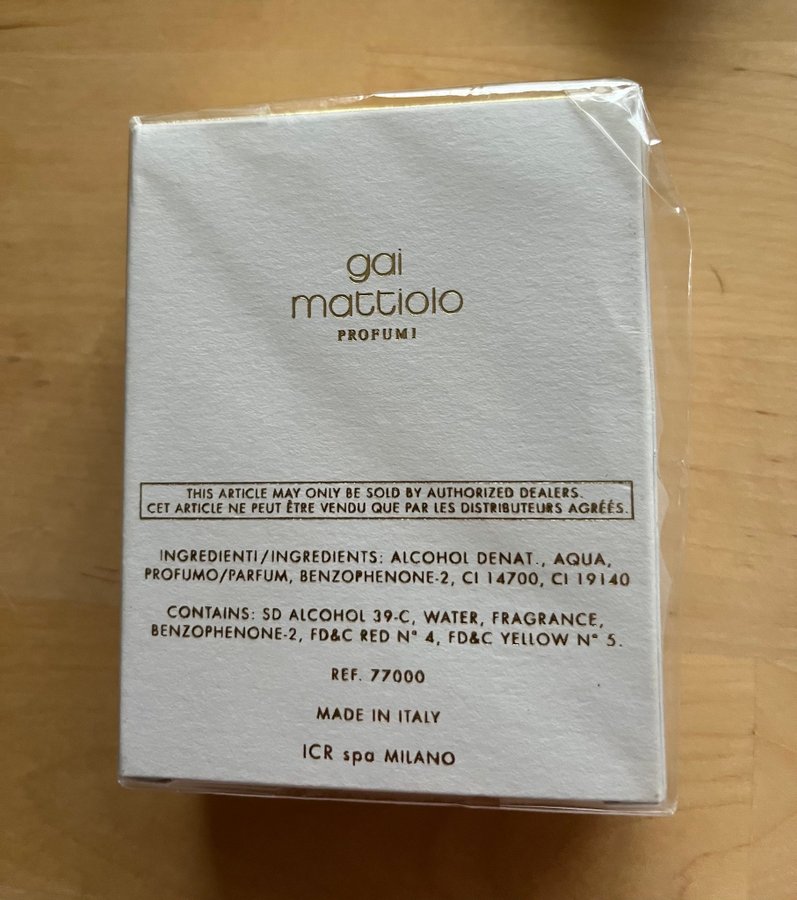 gai
mattiolo
PROFUMI
THIS ARTICLE MAY ONLY BE SOLD BY AUTHORIZED DEALERS.
CET ARTICLE NE PEUT ÊTRE VENDU QUE PAR LES DISTRIBUTEURS AGRÉÉS.
INGREDIENTI/INGREDIENTS: ALCOHOL DENAT., AQUA,
PROFUMO/PARFUM, BENZOPHENONE-2, CI 14700, CI 19140
CONTAINS: SD ALCOHOL 39-C, WATER, FRAGRANCE,
BENZOPHENONE-2, FD&C RED N° 4, FD&C YELLOW N° 5.
REF. 77000
MADE IN ITALY
ICR spa MILANO